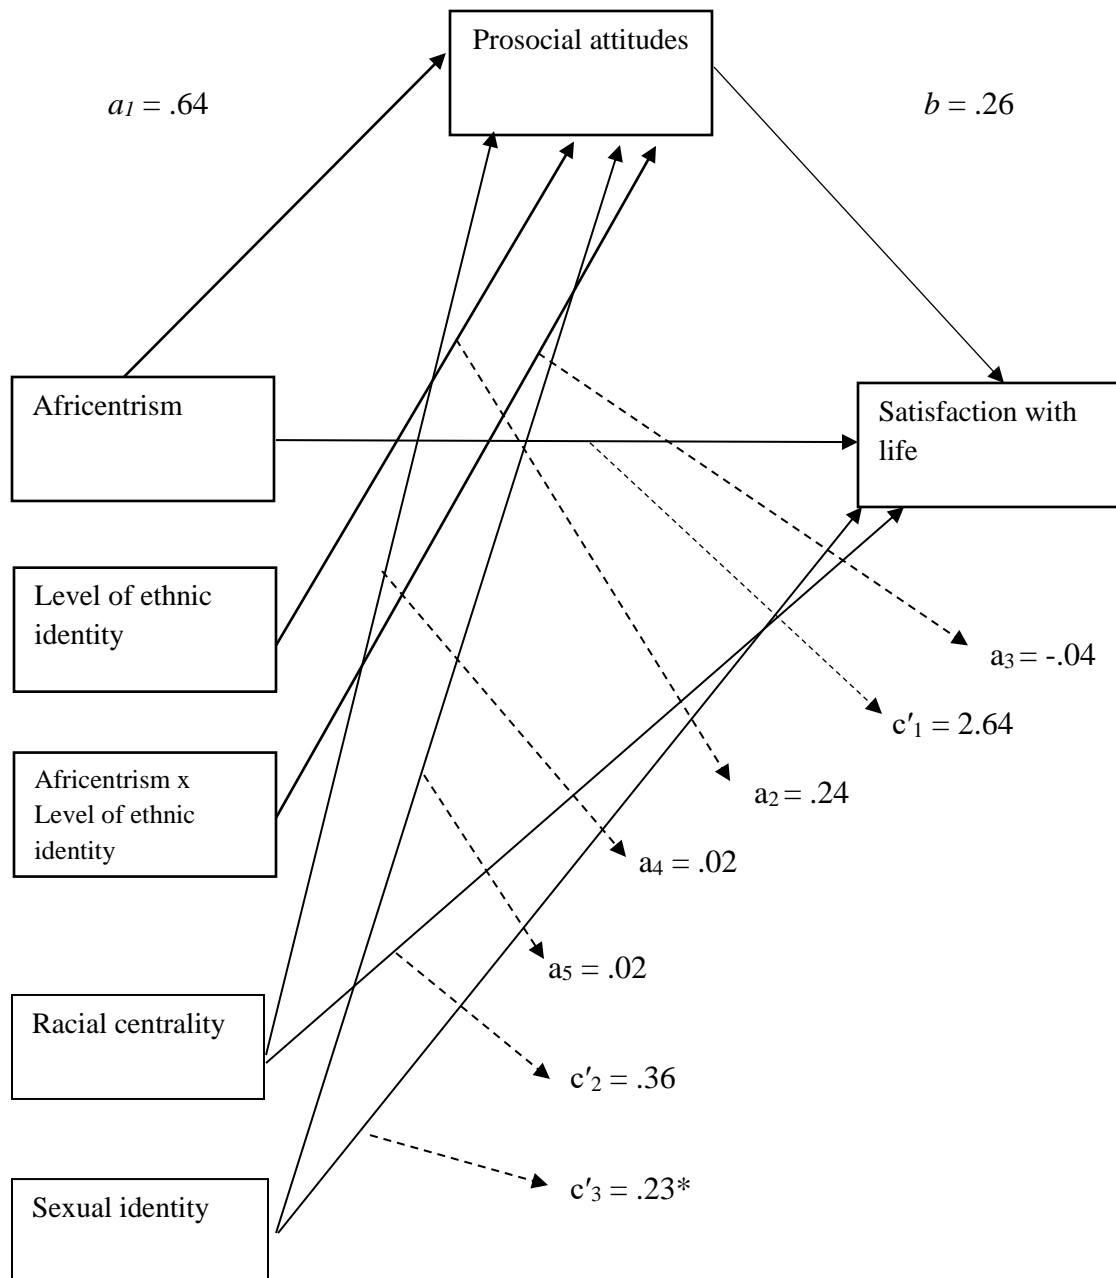 Prosocial attitudes
a1 = .64
b = .26
Africentrism
Satisfaction with
life
Level of ethnic
identity
a3 = -.04
c′1 = 2.64
Africentrism x
Level of ethnic
identity
a2 = .24
a4 = .02
a5 = .02
Racial centrality
c′2 = .36
c′3 = .23*
Sexual identity